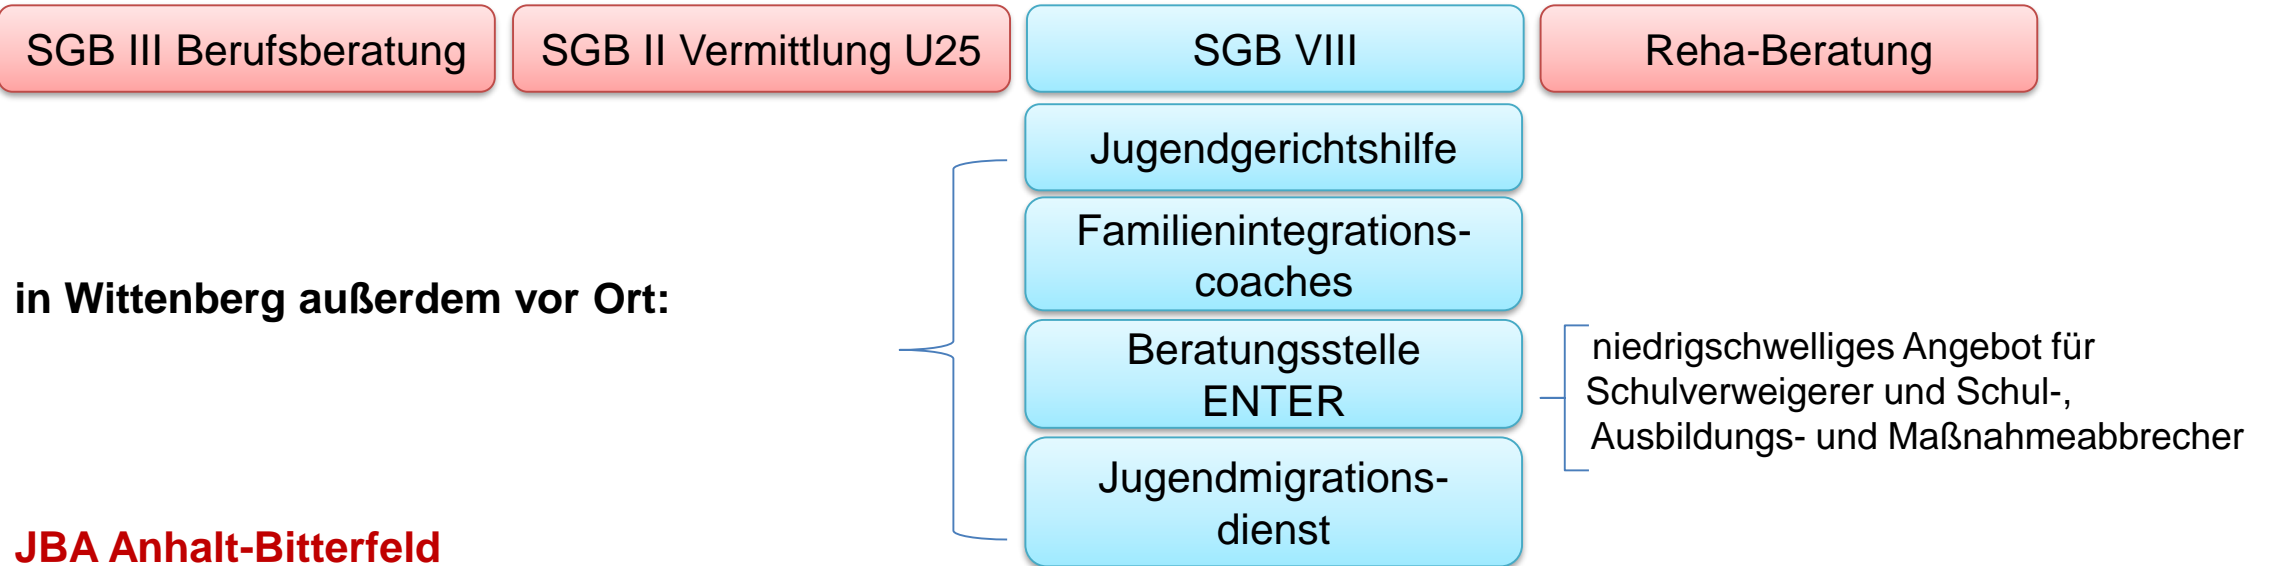 SGB III Berufsberatung
SGB II Vermittlung U25
SGB VIII
Reha-Beratung
in Wittenberg außerdem vor Ort:
Jugendgerichtshilfe
Familienintegrations-
coaches
Beratungsstelle
ENTER
Jugendmigrations-
dienst
niedrigschwelliges Angebot für
Schulverweigerer und Schul-,
Ausbildungs- und Maßnahmeabbrecher
JBA Anhalt-Bitterfeld